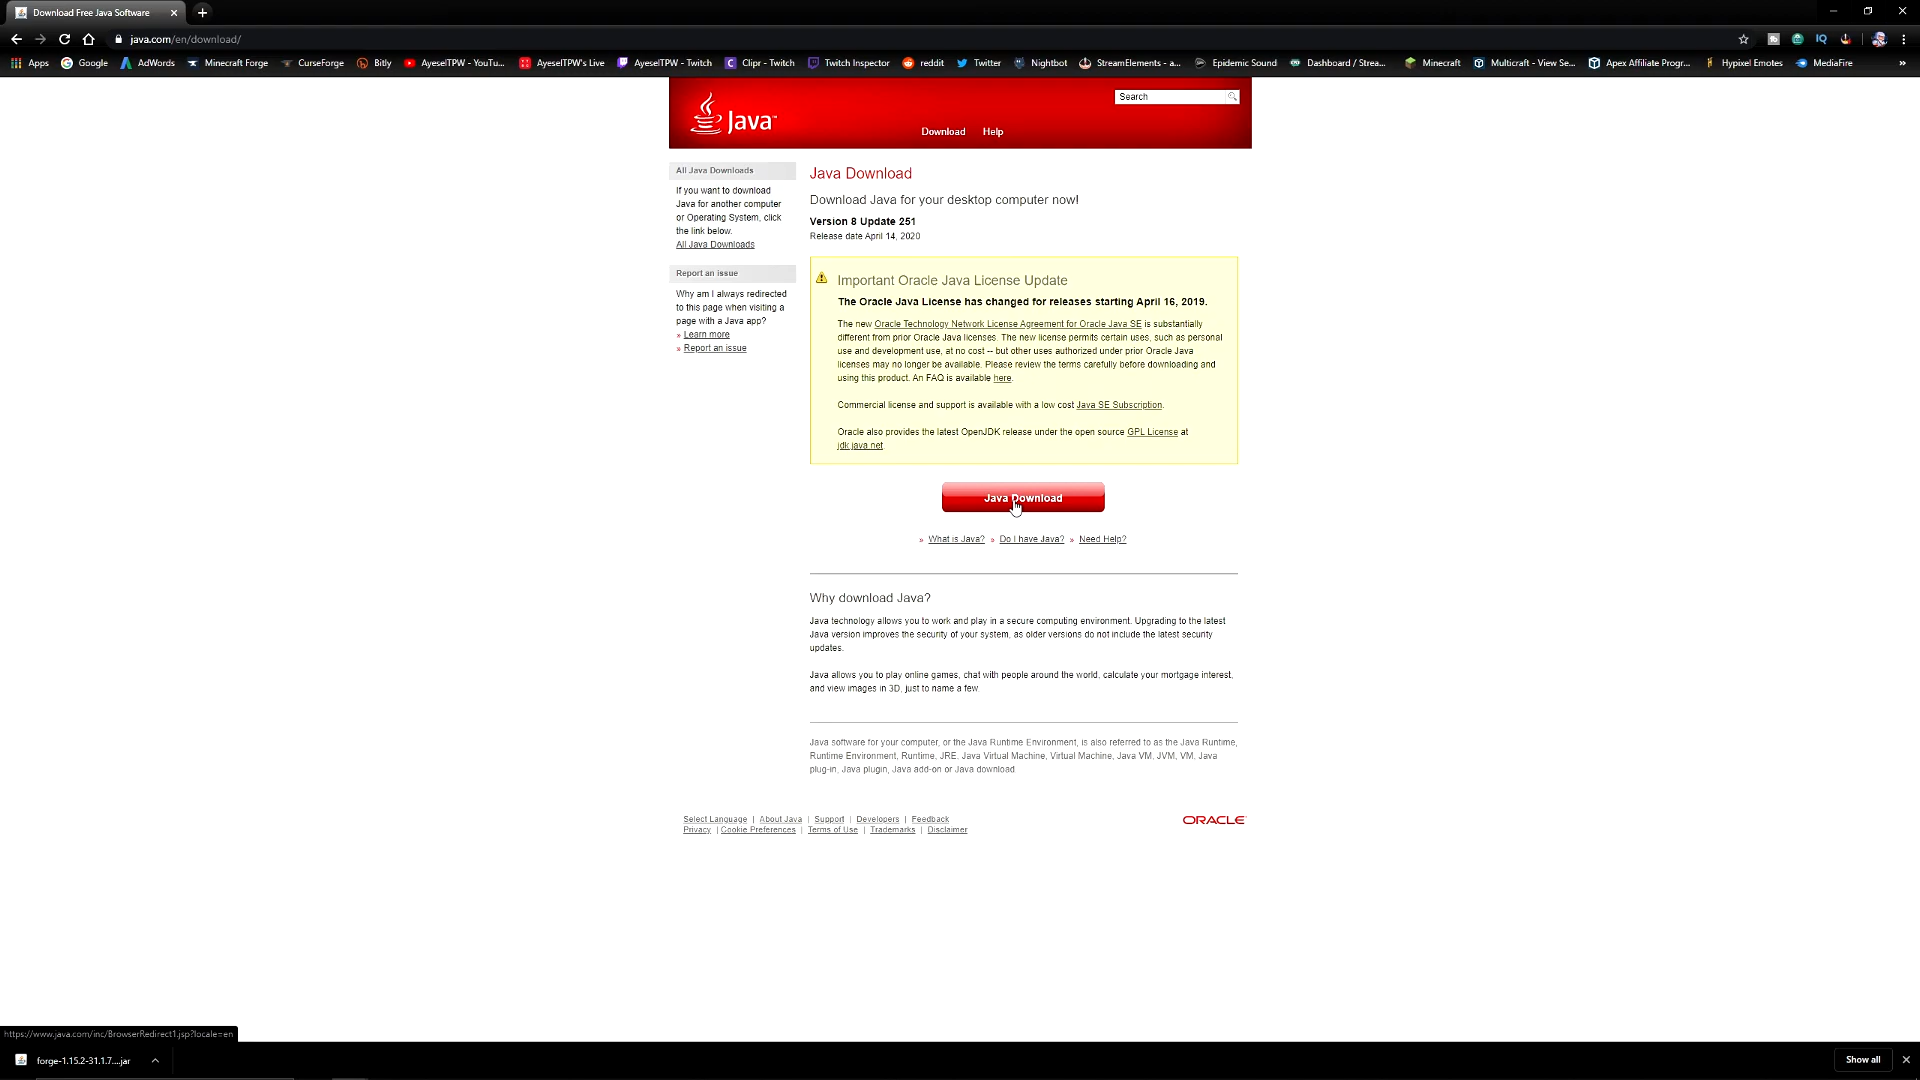 Download Free Java Software
java.com/en/download/
Apps Google AdWords Minecraft Forge CurseForge Bitly AyeselTPW - YouTu... AyeselTPW's Live AyeselTPW - Twitch Clipr - Twitch Twitch Inspector reddit Twitter Nightbot StreamElements - a... Epidemic Sound Dashboard / Strea... Minecraft Multicraft - View Se... Apex Affiliate Progr... Hypixel Emotes MediaFire »
Java™
Search
Download Help
All Java Downloads
If you want to download
Java for another computer
or Operating System, click
the link below.
All Java Downloads
Report an issue
Why am I always redirected
to this page when visiting a
page with a Java app?
» Learn more
» Report an issue
Java Download
Download Java for your desktop computer now!
Version 8 Update 251
Release date April 14, 2020
Important Oracle Java License Update
The Oracle Java License has changed for releases starting April 16, 2019.
The new Oracle Technology Network License Agreement for Oracle Java SE is substantially
different from prior Oracle Java licenses. The new license permits certain uses, such as personal
use and development use, at no cost -- but other uses authorized under prior Oracle Java
licenses may no longer be available. Please review the terms carefully before downloading and
using this product. An FAQ is available here.
Commercial license and support is available with a low cost Java SE Subscription.
Oracle also provides the latest OpenJDK release under the open source GPL License at
jdk.java.net.
Java Download
» What is Java? » Do I have Java? » Need Help?
Why download Java?
Java technology allows you to work and play in a secure computing environment. Upgrading to the latest
Java version improves the security of your system, as older versions do not include the latest security
updates.
Java allows you to play online games, chat with people around the world, calculate your mortgage interest,
and view images in 3D, just to name a few.
Java software for your computer, or the Java Runtime Environment, is also referred to as the Java Runtime,
Runtime Environment, Runtime, JRE, Java Virtual Machine, Virtual Machine, Java VM, JVM, VM, Java
plug-in, Java plugin, Java add-on or Java download.
Select Language | About Java | Support | Developers | Feedback
Privacy | Cookie Preferences | Terms of Use | Trademarks | Disclaimer
ORACLE
https://www.java.com/inc/BrowserRedirect1.jsp?locale=en
forge-1.15.2-31.1.7....jar
Show all